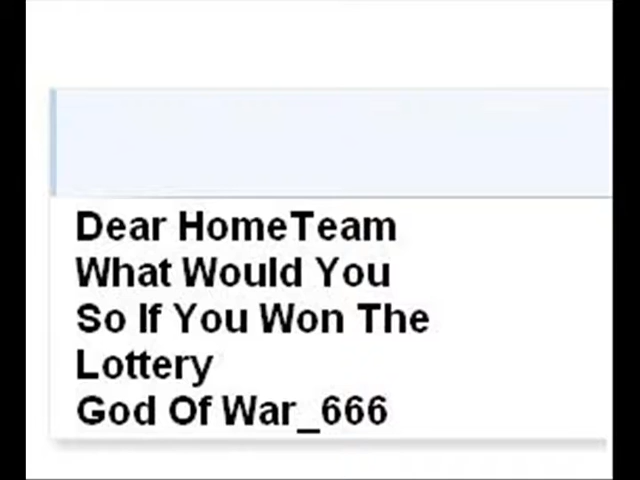 Dear HomeTeam
What Would You
So If You Won The
Lottery
God Of War_666